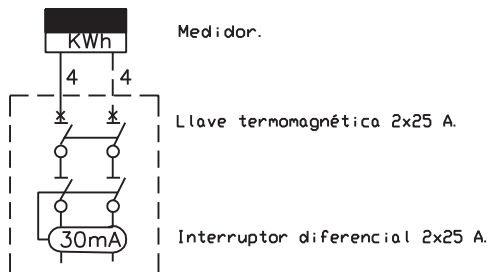 KWh
Medidor.
4 4
Llave termomagnética 2x25 A.
30mA
Interruptor diferencial 2x25 A.